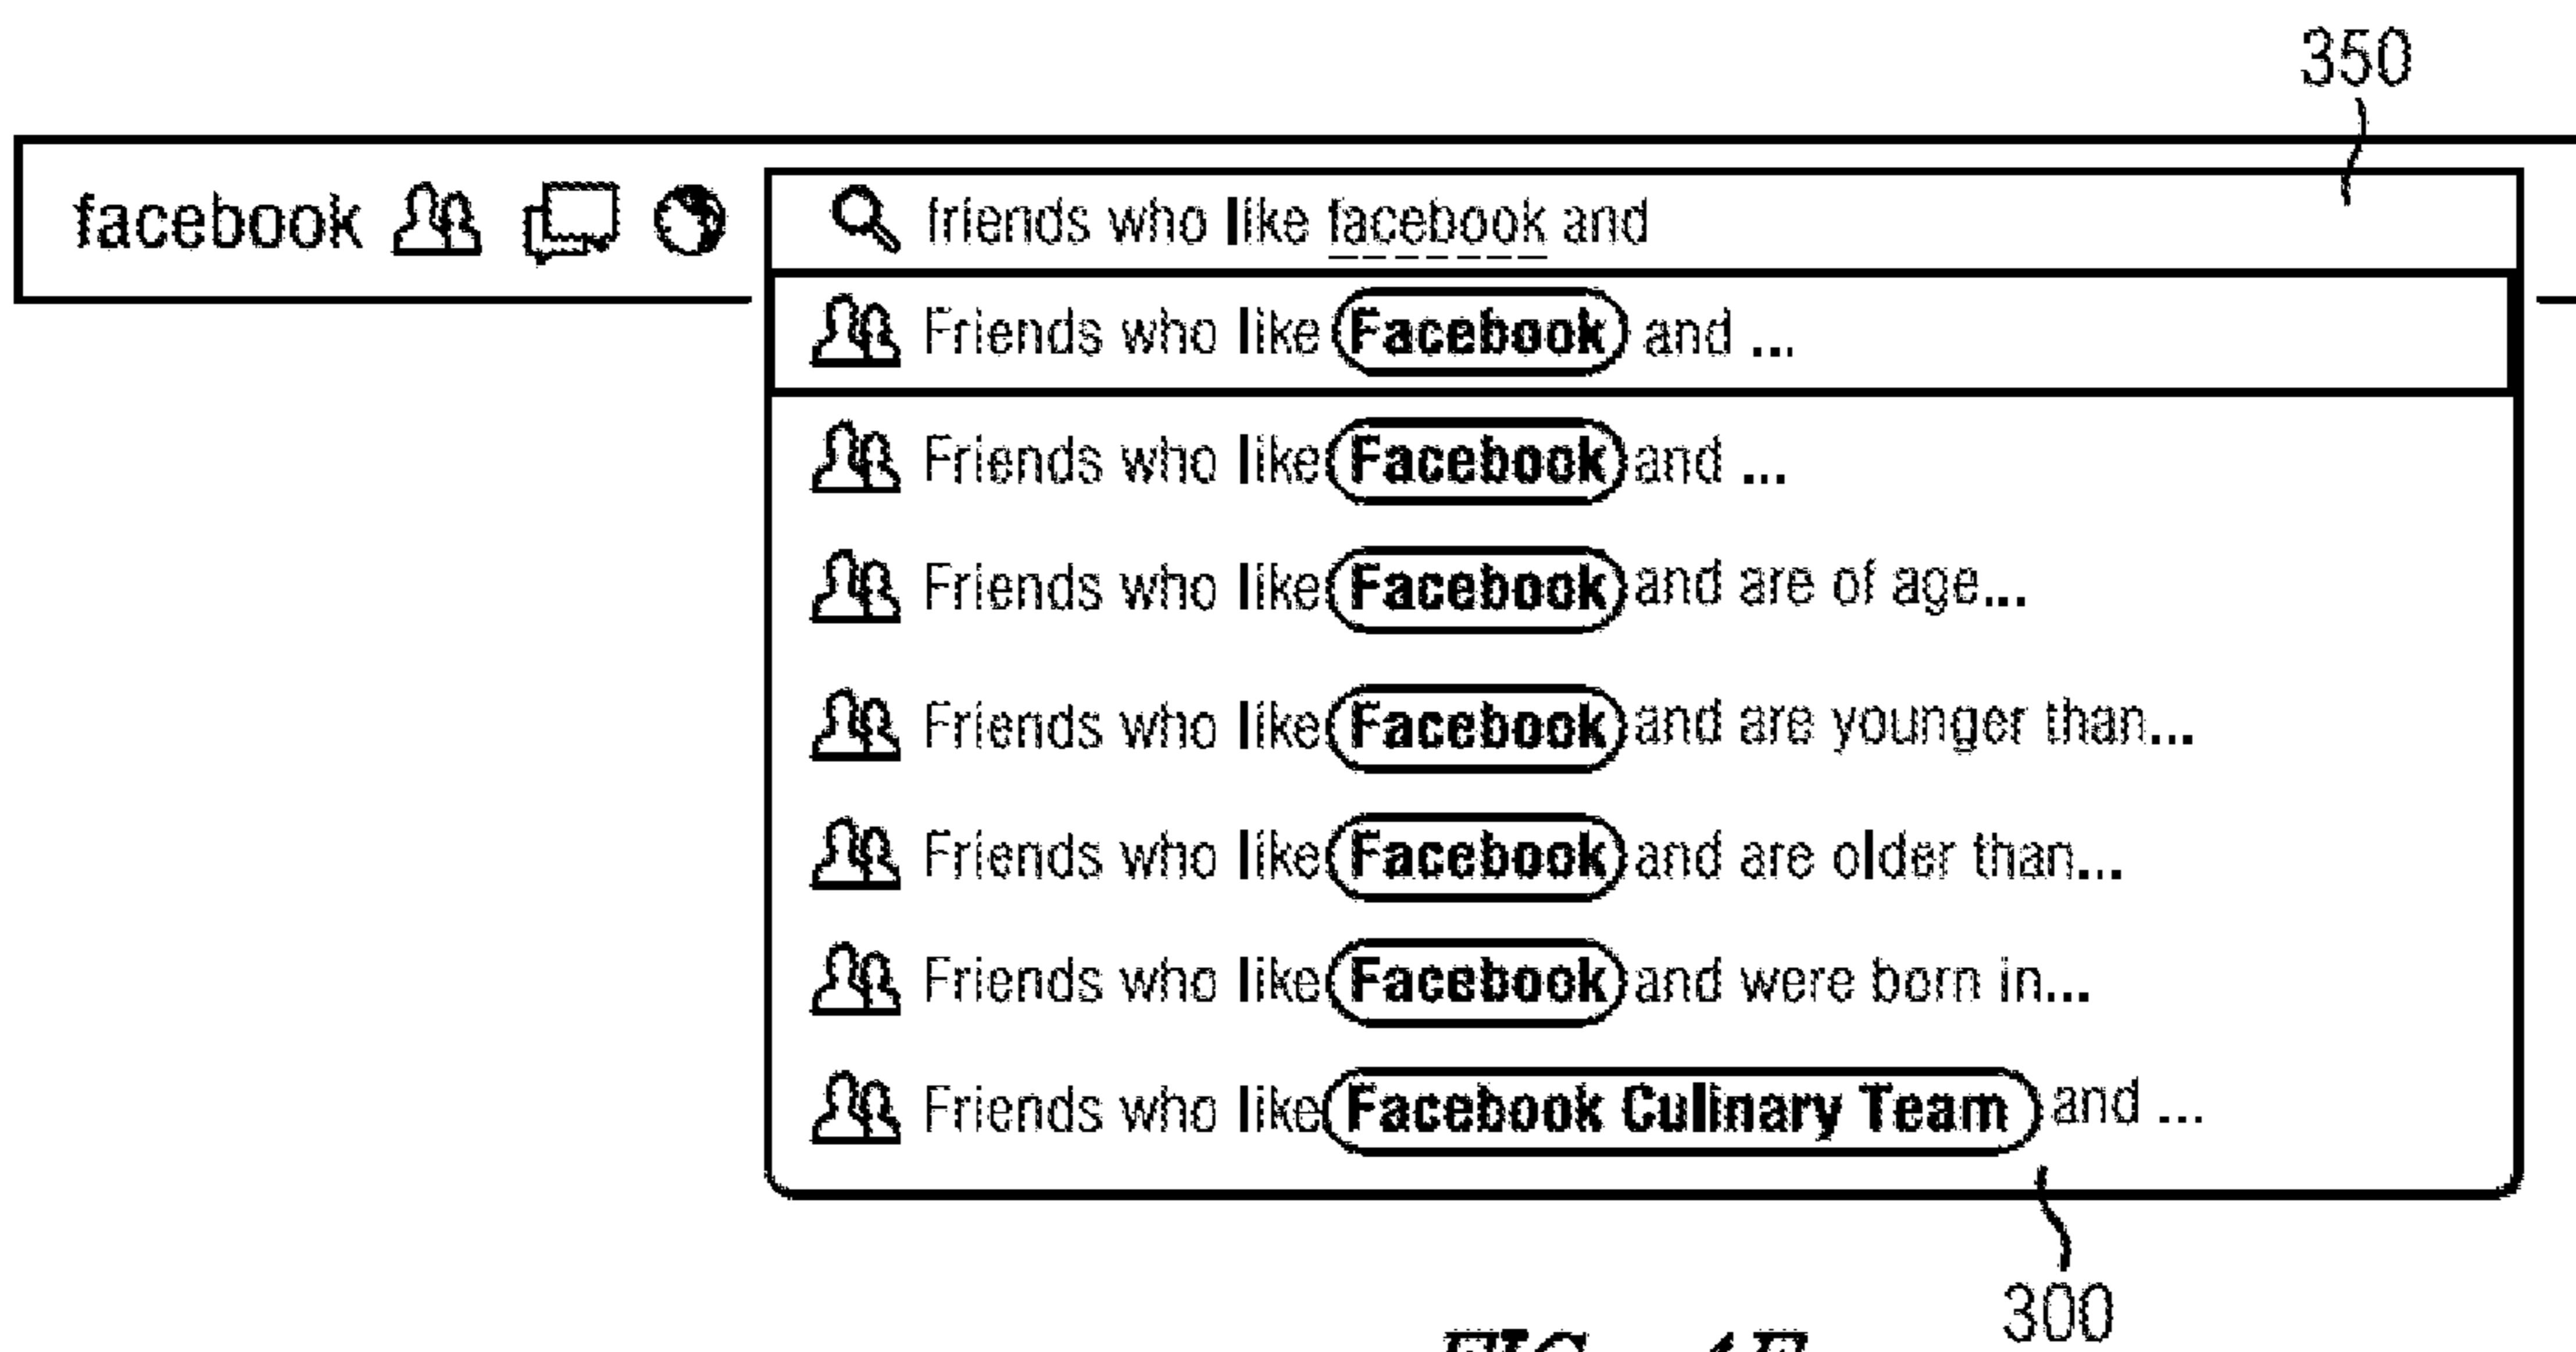 350
facebook friends who like facebook and
Friends who like Facebook and ...
Friends who like Facebook and ...
Friends who like Facebook and are of age...
Friends who like Facebook and are younger than...
Friends who like Facebook and are older than...
Friends who like Facebook and were born in...
Friends who like Facebook Culinary Team and ...
300